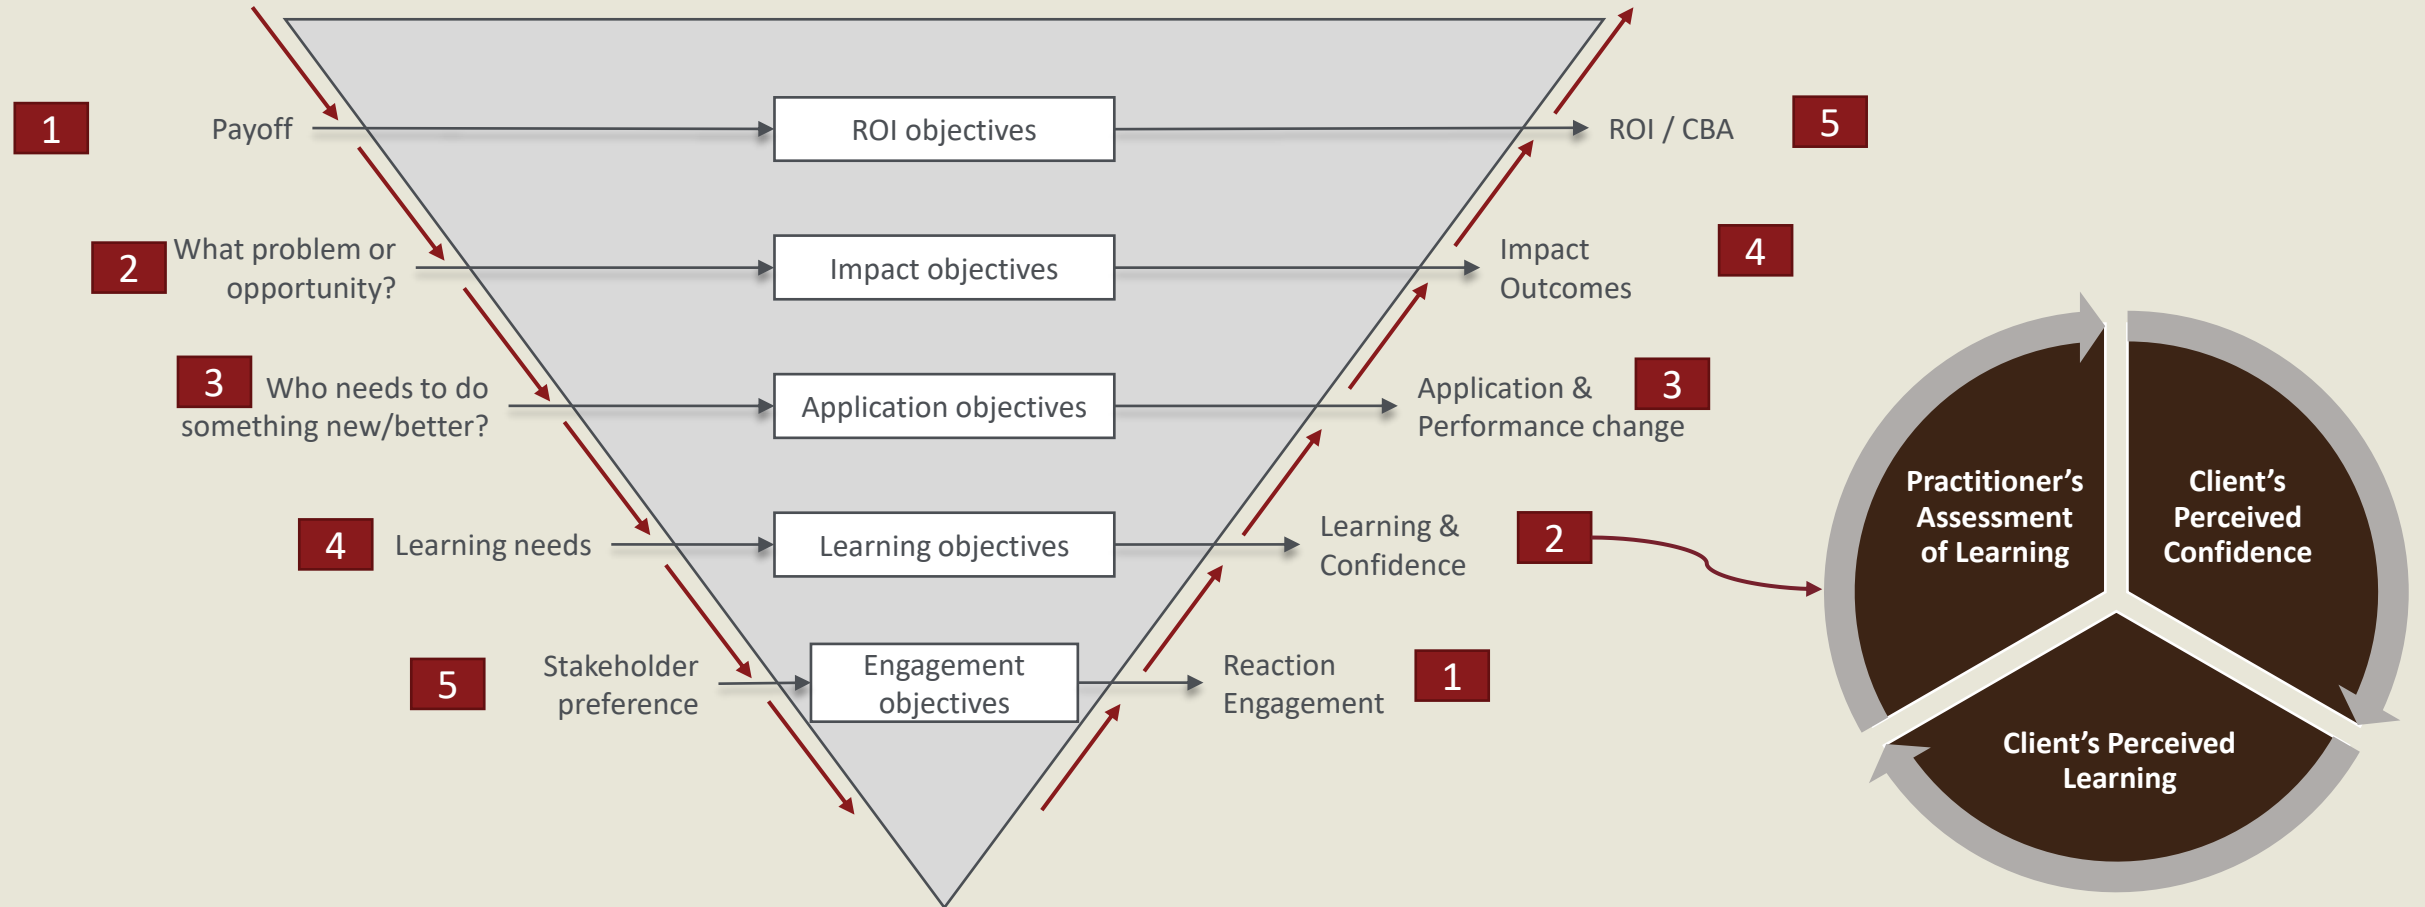 1
Payoff
ROI objectives
ROI / CBA
5
2
What problem or
opportunity?
Impact objectives
Impact
Outcomes
4
3
Who needs to do
something new/better?
Application objectives
Application &
Performance change
3
4
Learning needs
Learning objectives
Learning &
Confidence
2
5
Stakeholder
preference
Engagement
objectives
Reaction
Engagement
1
Practitioner’s
Assessment
of Learning
Client’s
Perceived
Confidence
Client’s Perceived
Learning